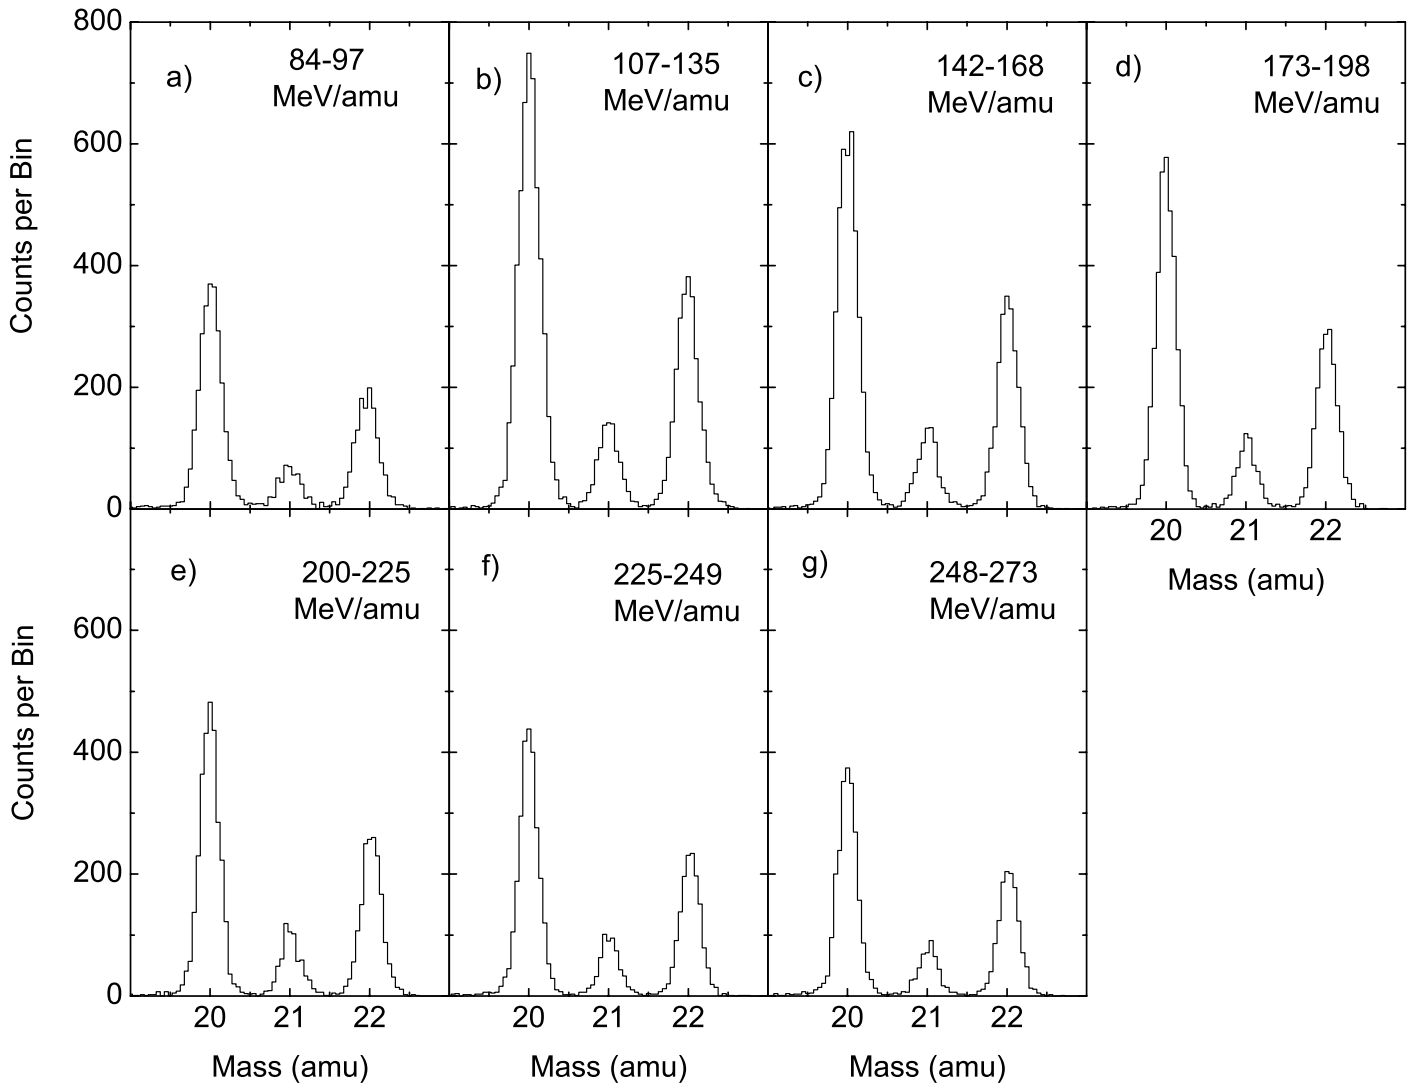 800
600
400
200
0
Counts per Bin
a)
84-97
MeV/amu
b)
107-135
MeV/amu
c)
142-168
MeV/amu
d)
173-198
MeV/amu
20 21 22
Mass (amu)
600
400
200
0
Counts per Bin
e)
200-225
MeV/amu
f)
225-249
MeV/amu
g)
248-273
MeV/amu
20 21 22
20 21 22
20 21 22
Mass (amu)
Mass (amu)
Mass (amu)